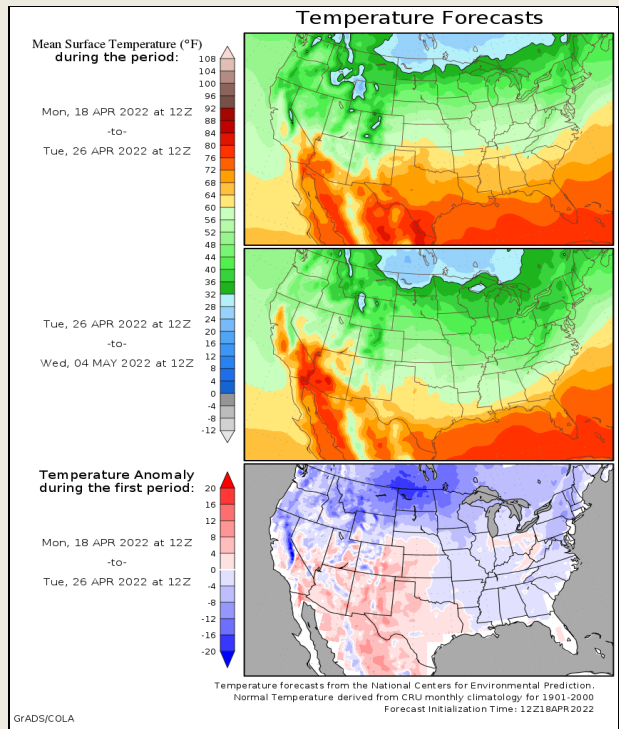 Temperature Forecasts
Mean Surface Temperature (°F)
during the period:
Mon, 18 APR 2022 at 12Z
-to-
Tue, 26 APR 2022 at 12Z
108
104
100
96
92
88
84
80
76
72
68
64
60
56
52
48
44
40
36
32
28
24
20
16
12
8
4
0
-4
-8
-12
Tue, 26 APR 2022 at 12Z
-to-
Wed, 04 MAY 2022 at 12Z
Temperature Anomaly
during the first period:
Mon, 18 APR 2022 at 12Z
-to-
Tue, 26 APR 2022 at 12Z
20
16
12
8
4
0
-4
-8
-12
-16
-20
Temperature forecasts from the National Centers for Environmental Prediction.
Normal Temperature derived from CRU monthly climatology for 1901-2000
Forecast Initialization Time: 12Z18APR2022
GrADS/COLA